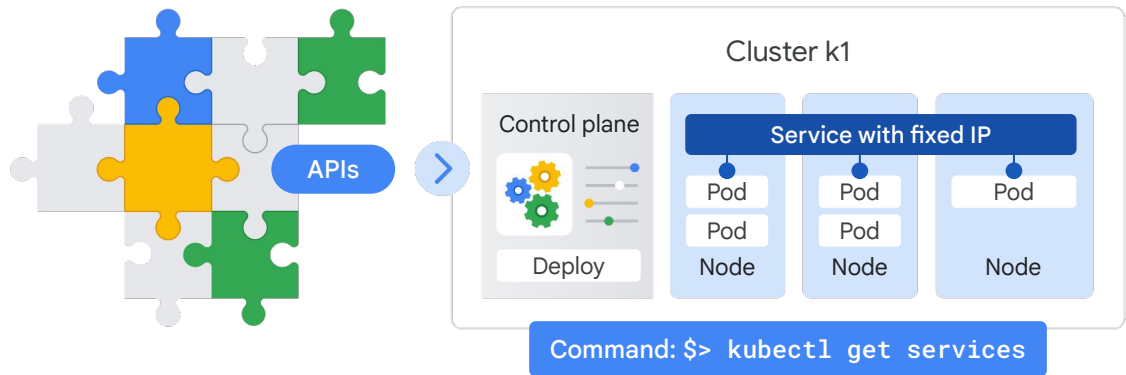 APIs
Cluster k1
Control plane
Deploy
Service with fixed IP
Pod
Pod
Node
Pod
Pod
Node
Pod
Node
Command: $> kubectl get services